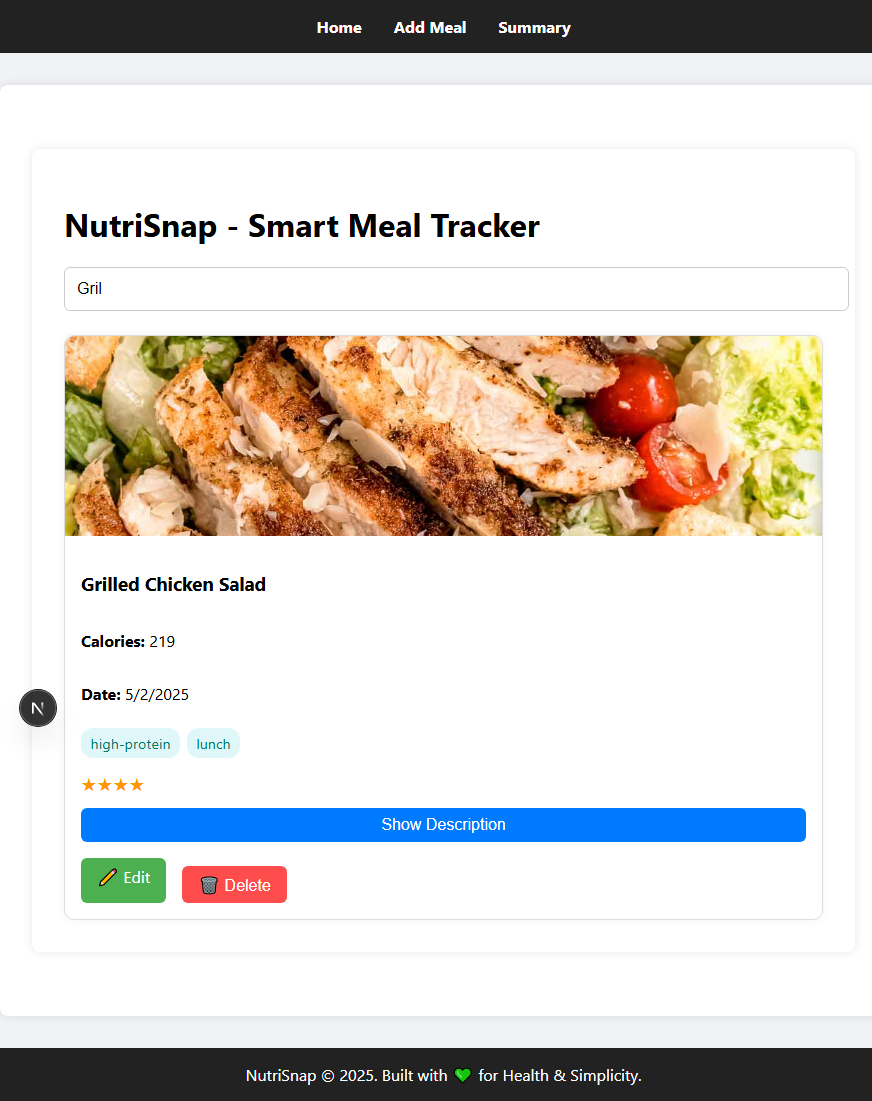 Home Add Meal Summary
NutriSnap - Smart Meal Tracker
Gril
Grilled Chicken Salad
Calories: 219
Date: 5/2/2025
N
high-protein lunch
★★★★
Show Description
✏️ Edit 🗑️ Delete
NutriSnap © 2025. Built with 💚 for Health & Simplicity.